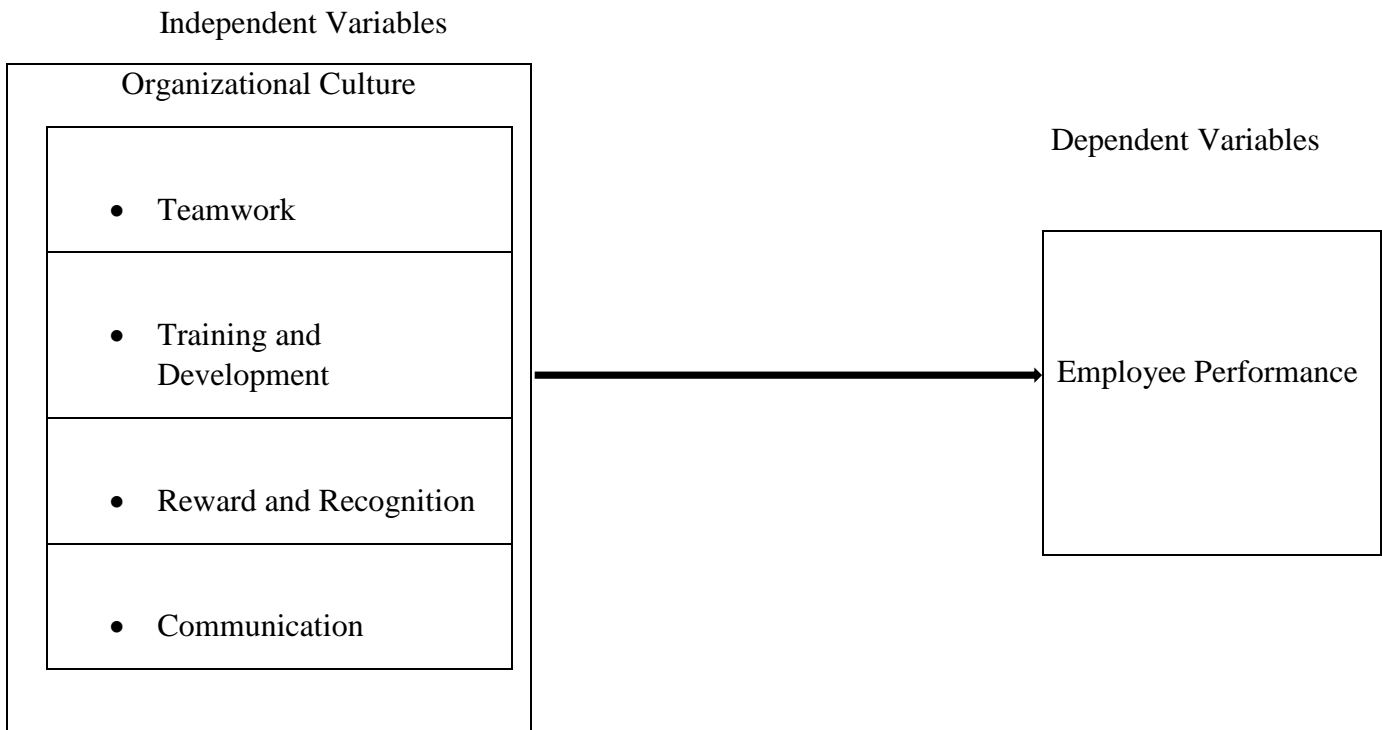 Independent Variables
Organizational Culture
Dependent Variables
• Teamwork
• Training and
Development
Employee Performance
• Reward and Recognition
• Communication